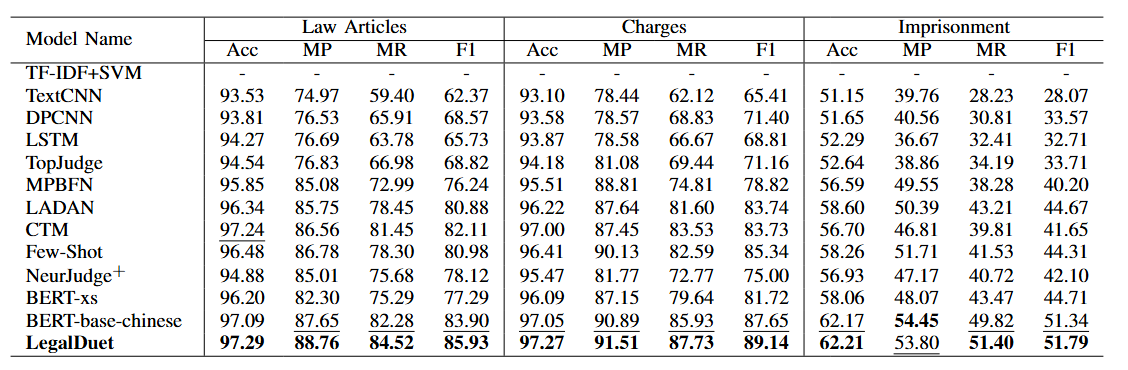 Model Name Law Articles Charges Imprisonment
Acc MP MR F1 Acc MP MR F1 Acc MP MR F1
TF-IDF+SVM - - - - - - - - - - - -
TextCNN 93.53 74.97 59.40 62.37 93.10 78.44 62.12 65.41 51.15 39.76 28.23 28.07
DPCNN 93.81 76.53 65.91 68.57 93.58 78.57 68.83 71.40 51.65 40.56 30.81 33.57
LSTM 94.27 76.69 63.78 65.73 93.87 78.58 66.67 68.81 52.29 36.67 32.41 32.71
TopJudge 94.54 76.83 66.98 68.82 94.18 81.08 69.44 71.16 52.64 38.86 34.19 33.71
MPBFN 95.85 85.08 72.99 76.24 95.51 88.81 74.81 78.82 56.59 49.55 38.28 40.20
LADAN 96.34 85.75 78.45 80.88 96.22 87.64 81.60 83.74 58.60 50.39 43.21 44.67
CTM 97.24 86.56 81.45 82.11 97.00 87.45 83.53 83.73 56.70 46.81 39.81 41.65
Few-Shot 96.48 86.78 78.30 80.98 96.41 90.13 82.59 85.34 58.26 51.71 41.53 44.31
NeurJudge+ 94.88 85.01 75.68 78.12 95.47 81.77 72.77 75.00 56.93 47.17 40.72 42.10
BERT-xs 96.20 82.30 75.29 77.29 96.09 87.15 79.64 81.72 58.06 48.07 43.47 44.71
BERT-base-chinese 97.09 87.65 82.28 83.90 97.05 90.89 85.93 87.65 62.17 54.45 49.82 51.34
LegalDuet 97.29 88.76 84.52 85.93 97.27 91.51 87.73 89.14 62.21 53.80 51.40 51.79